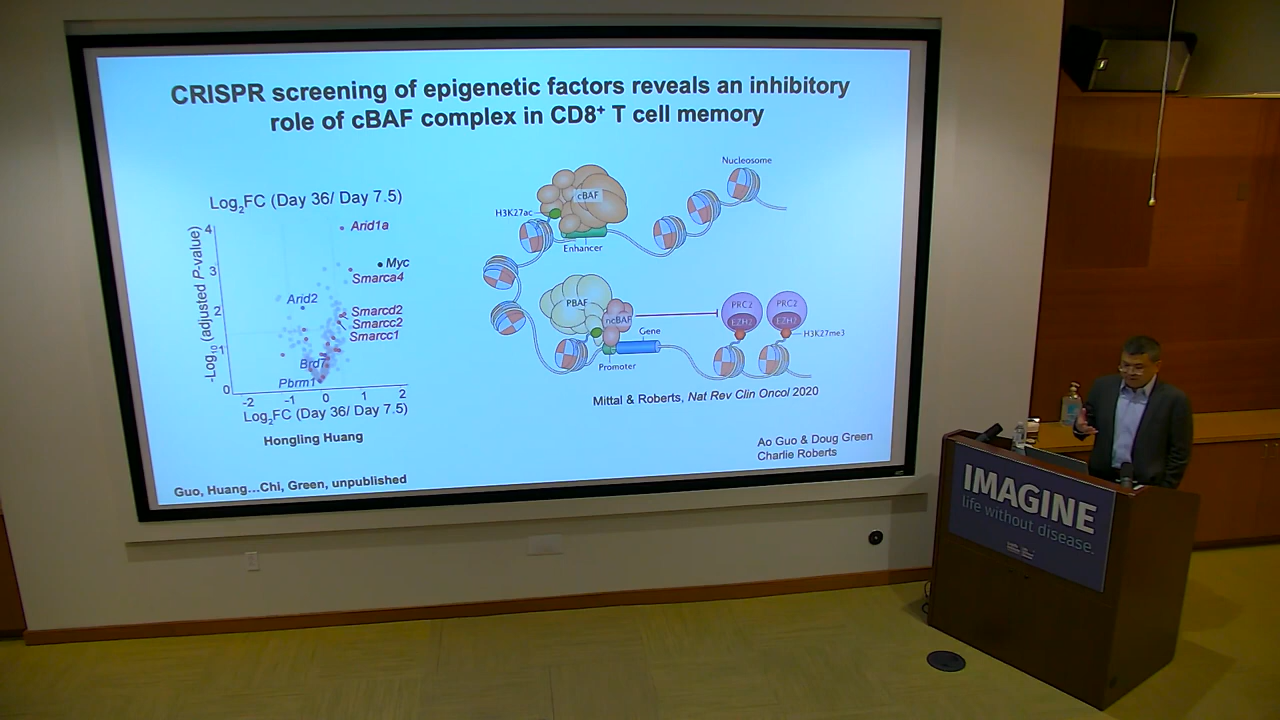 CRISPR screening of epigenetic factors reveals an inhibitory
role of cBAF complex in CD8+ T cell memory
Log2FC (Day 36/ Day 7.5)
-Log10 (adjusted P-value)
4
3
2
1
0
Arid1a
Myc
Smarca4
Arid2
Smarcd2
Smarcc2
Smarcc1
Brd7
Pbrm1
-2
-1
0
1
2
Log2FC (Day 36/ Day 7.5)
Hongling Huang
Guo, Huang...Chi, Green, unpublished
Nucleosome
cBAF
H3K27ac
Enhancer
PBAF
ncBAF
PRC2
PRC2
EZH2
EZH2
Gene
H3K27me3
Promoter
Mittal & Roberts, Nat Rev Clin Oncol 2020
Ao Guo & Doug Green
Charlie Roberts
IMAGINE
life without disease.